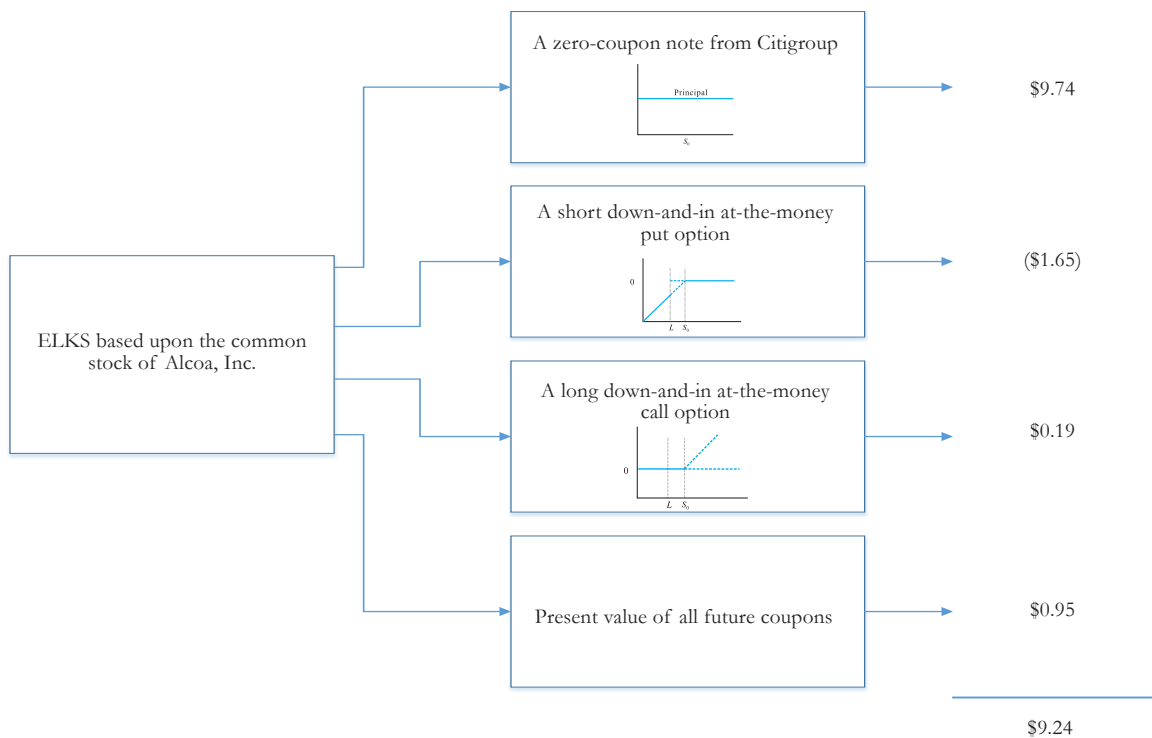 A zero-coupon note from Citigroup
Principal
S₀
$9.74
A short down-and-in at-the-money
put option
0
L
S₀
($1.65)
ELKS based upon the common
stock of Alcoa, Inc.
A long down-and-in at-the-money
call option
0
L
S₀
$0.19
Present value of all future coupons
$0.95
$9.24